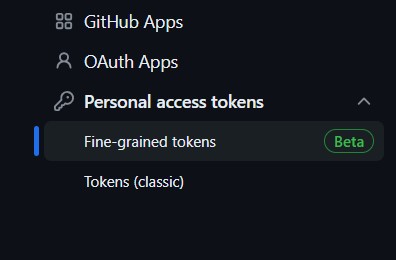 GitHub Apps
OAuth Apps
Personal access tokens
Fine-grained tokens Beta
Tokens (classic)